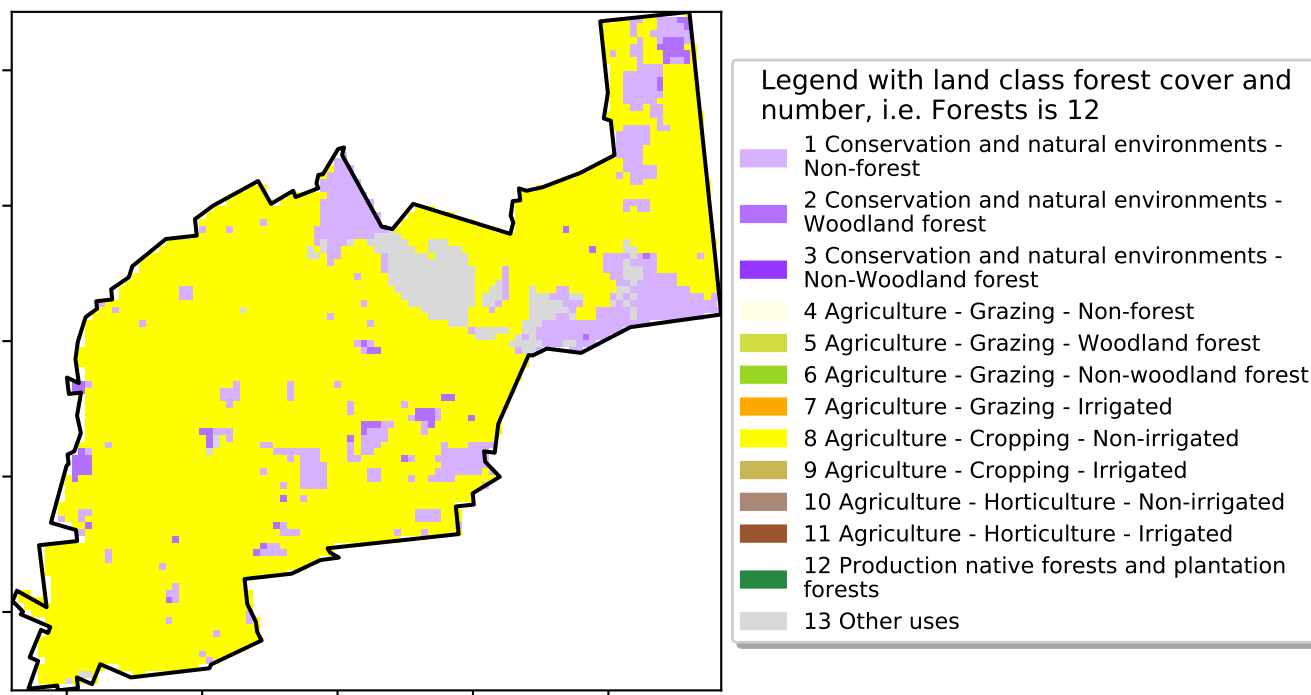 Legend with land class forest cover and
number, i.e. Forests is 12
1 Conservation and natural environments -
Non-forest
2 Conservation and natural environments -
Woodland forest
3 Conservation and natural environments -
Non-Woodland forest
4 Agriculture - Grazing - Non-forest
5 Agriculture - Grazing - Woodland forest
6 Agriculture - Grazing - Non-woodland forest
7 Agriculture - Grazing - Irrigated
8 Agriculture - Cropping - Non-irrigated
9 Agriculture - Cropping - Irrigated
10 Agriculture - Horticulture - Non-irrigated
11 Agriculture - Horticulture - Irrigated
12 Production native forests and plantation
forests
13 Other uses